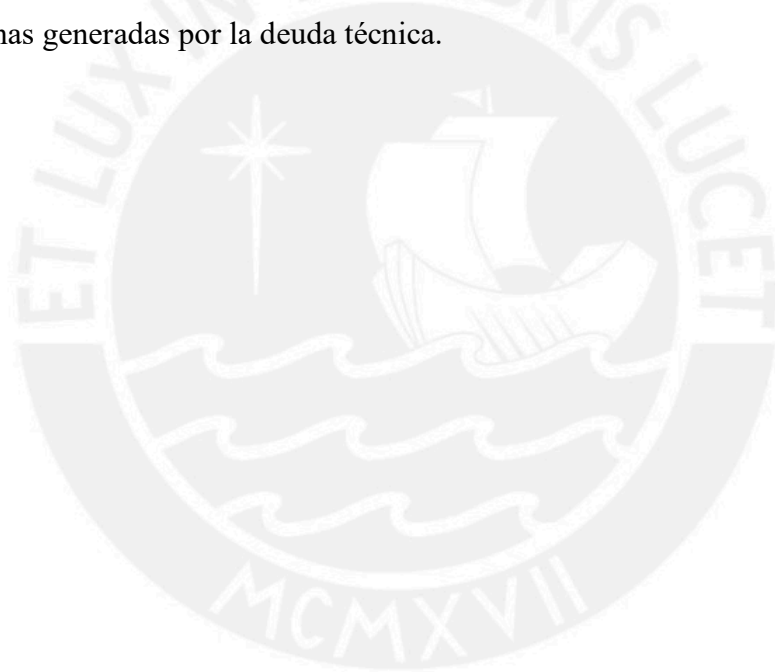 nas generadas por la deuda técnica.
ET LUX IN TENEBRIS LUCET
MCMXVII